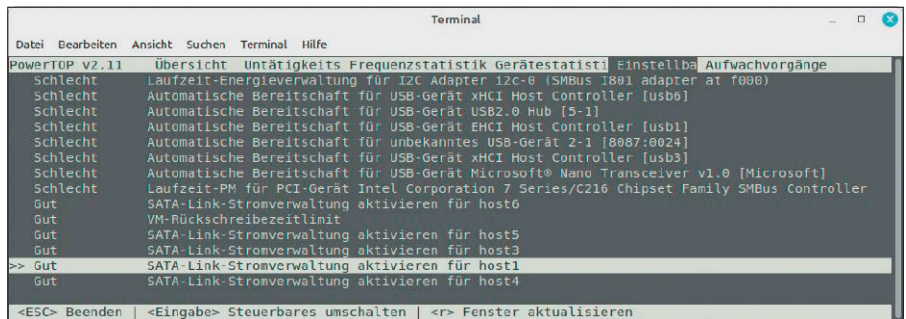 Terminal
Datei Bearbeiten Ansicht Suchen Terminal Hilfe
PowerTOP v2.11 Übersicht Untätigkeits Frequenzstatistik Gerätestatisti Einstellba Aufwachvorgänge
Schlecht Laufzeit-Energieverwaltung für I2C Adapter i2c-0 (SMBus I801 adapter at f000)
Schlecht Automatische Bereitschaft für USB-Gerät xHCI Host Controller [usb6]
Schlecht Automatische Bereitschaft für USB-Gerät USB2.0 Hub [5-1]
Schlecht Automatische Bereitschaft für USB-Gerät EHCI Host Controller [usb1]
Schlecht Automatische Bereitschaft für unbekanntes USB-Gerät 2-1 [8087:0024]
Schlecht Automatische Bereitschaft für USB-Gerät xHCI Host Controller [usb3]
Schlecht Automatische Bereitschaft für USB-Gerät Microsoft® Nano Transceiver v1.0 [Microsoft]
Schlecht Laufzeit-PM für PCI-Gerät Intel Corporation 7 Series/C216 Chipset Family SMBus Controller
Gut SATA-Link-Stromverwaltung aktivieren für host6
Gut VM-Rückschreibezeitlimit
Gut SATA-Link-Stromverwaltung aktivieren für host5
Gut SATA-Link-Stromverwaltung aktivieren für host3
>> Gut SATA-Link-Stromverwaltung aktivieren für host1
Gut SATA-Link-Stromverwaltung aktivieren für host4
<ESC> Beenden | <Eingabe> Steuerbares umschalten | <r> Fenster aktualisieren